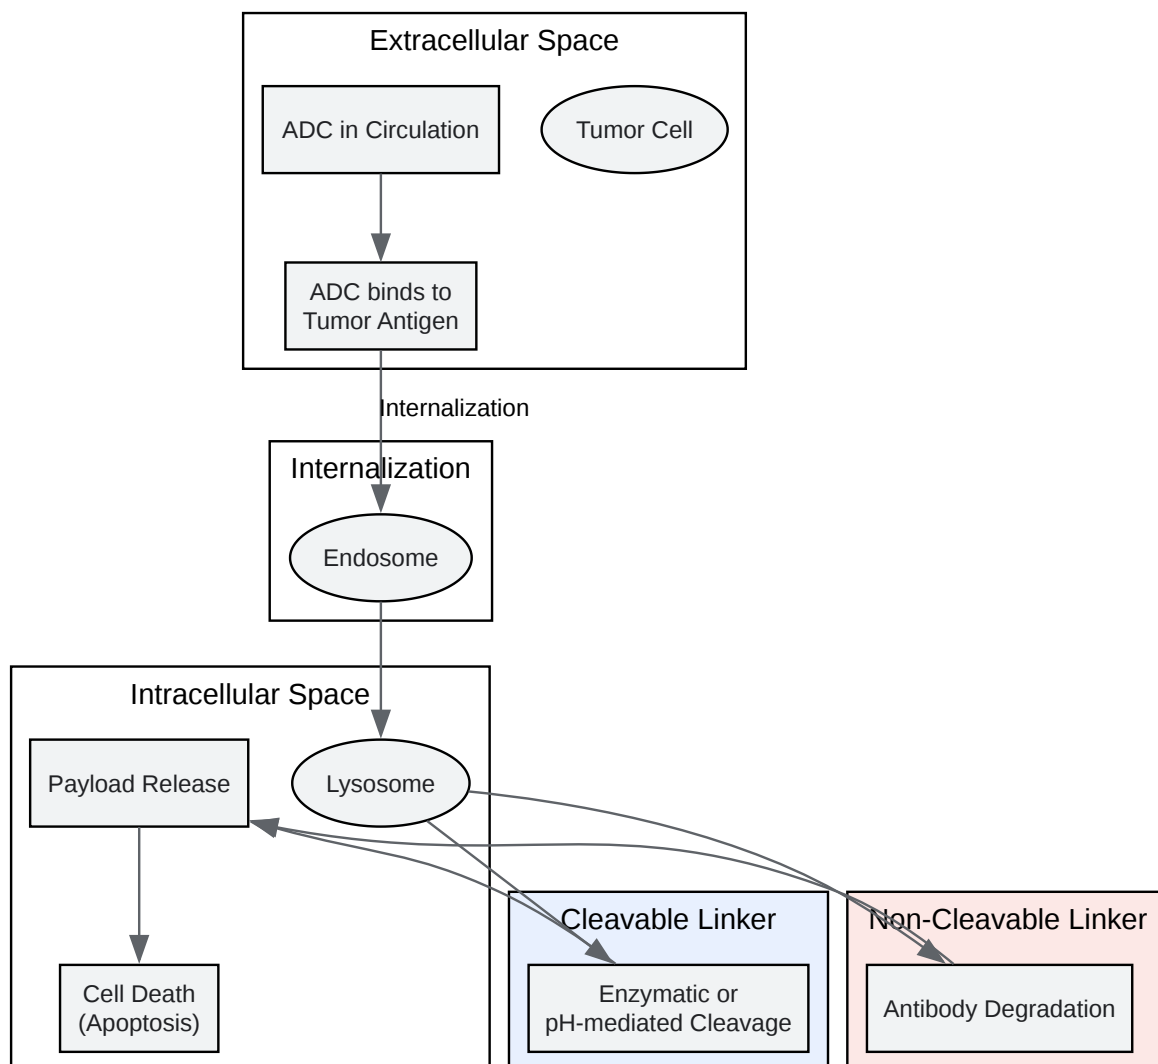 Extracellular Space
ADC in Circulation
Tumor Cell
ADC binds to
Tumor Antigen
Internalization
Internalization
Endosome
Intracellular Space
Payload Release
Lysosome
Cleavable Linker
Non-Cleavable Linker
Cell Death
(Apoptosis)
Enzymatic or
pH-mediated Cleavage
Antibody Degradation